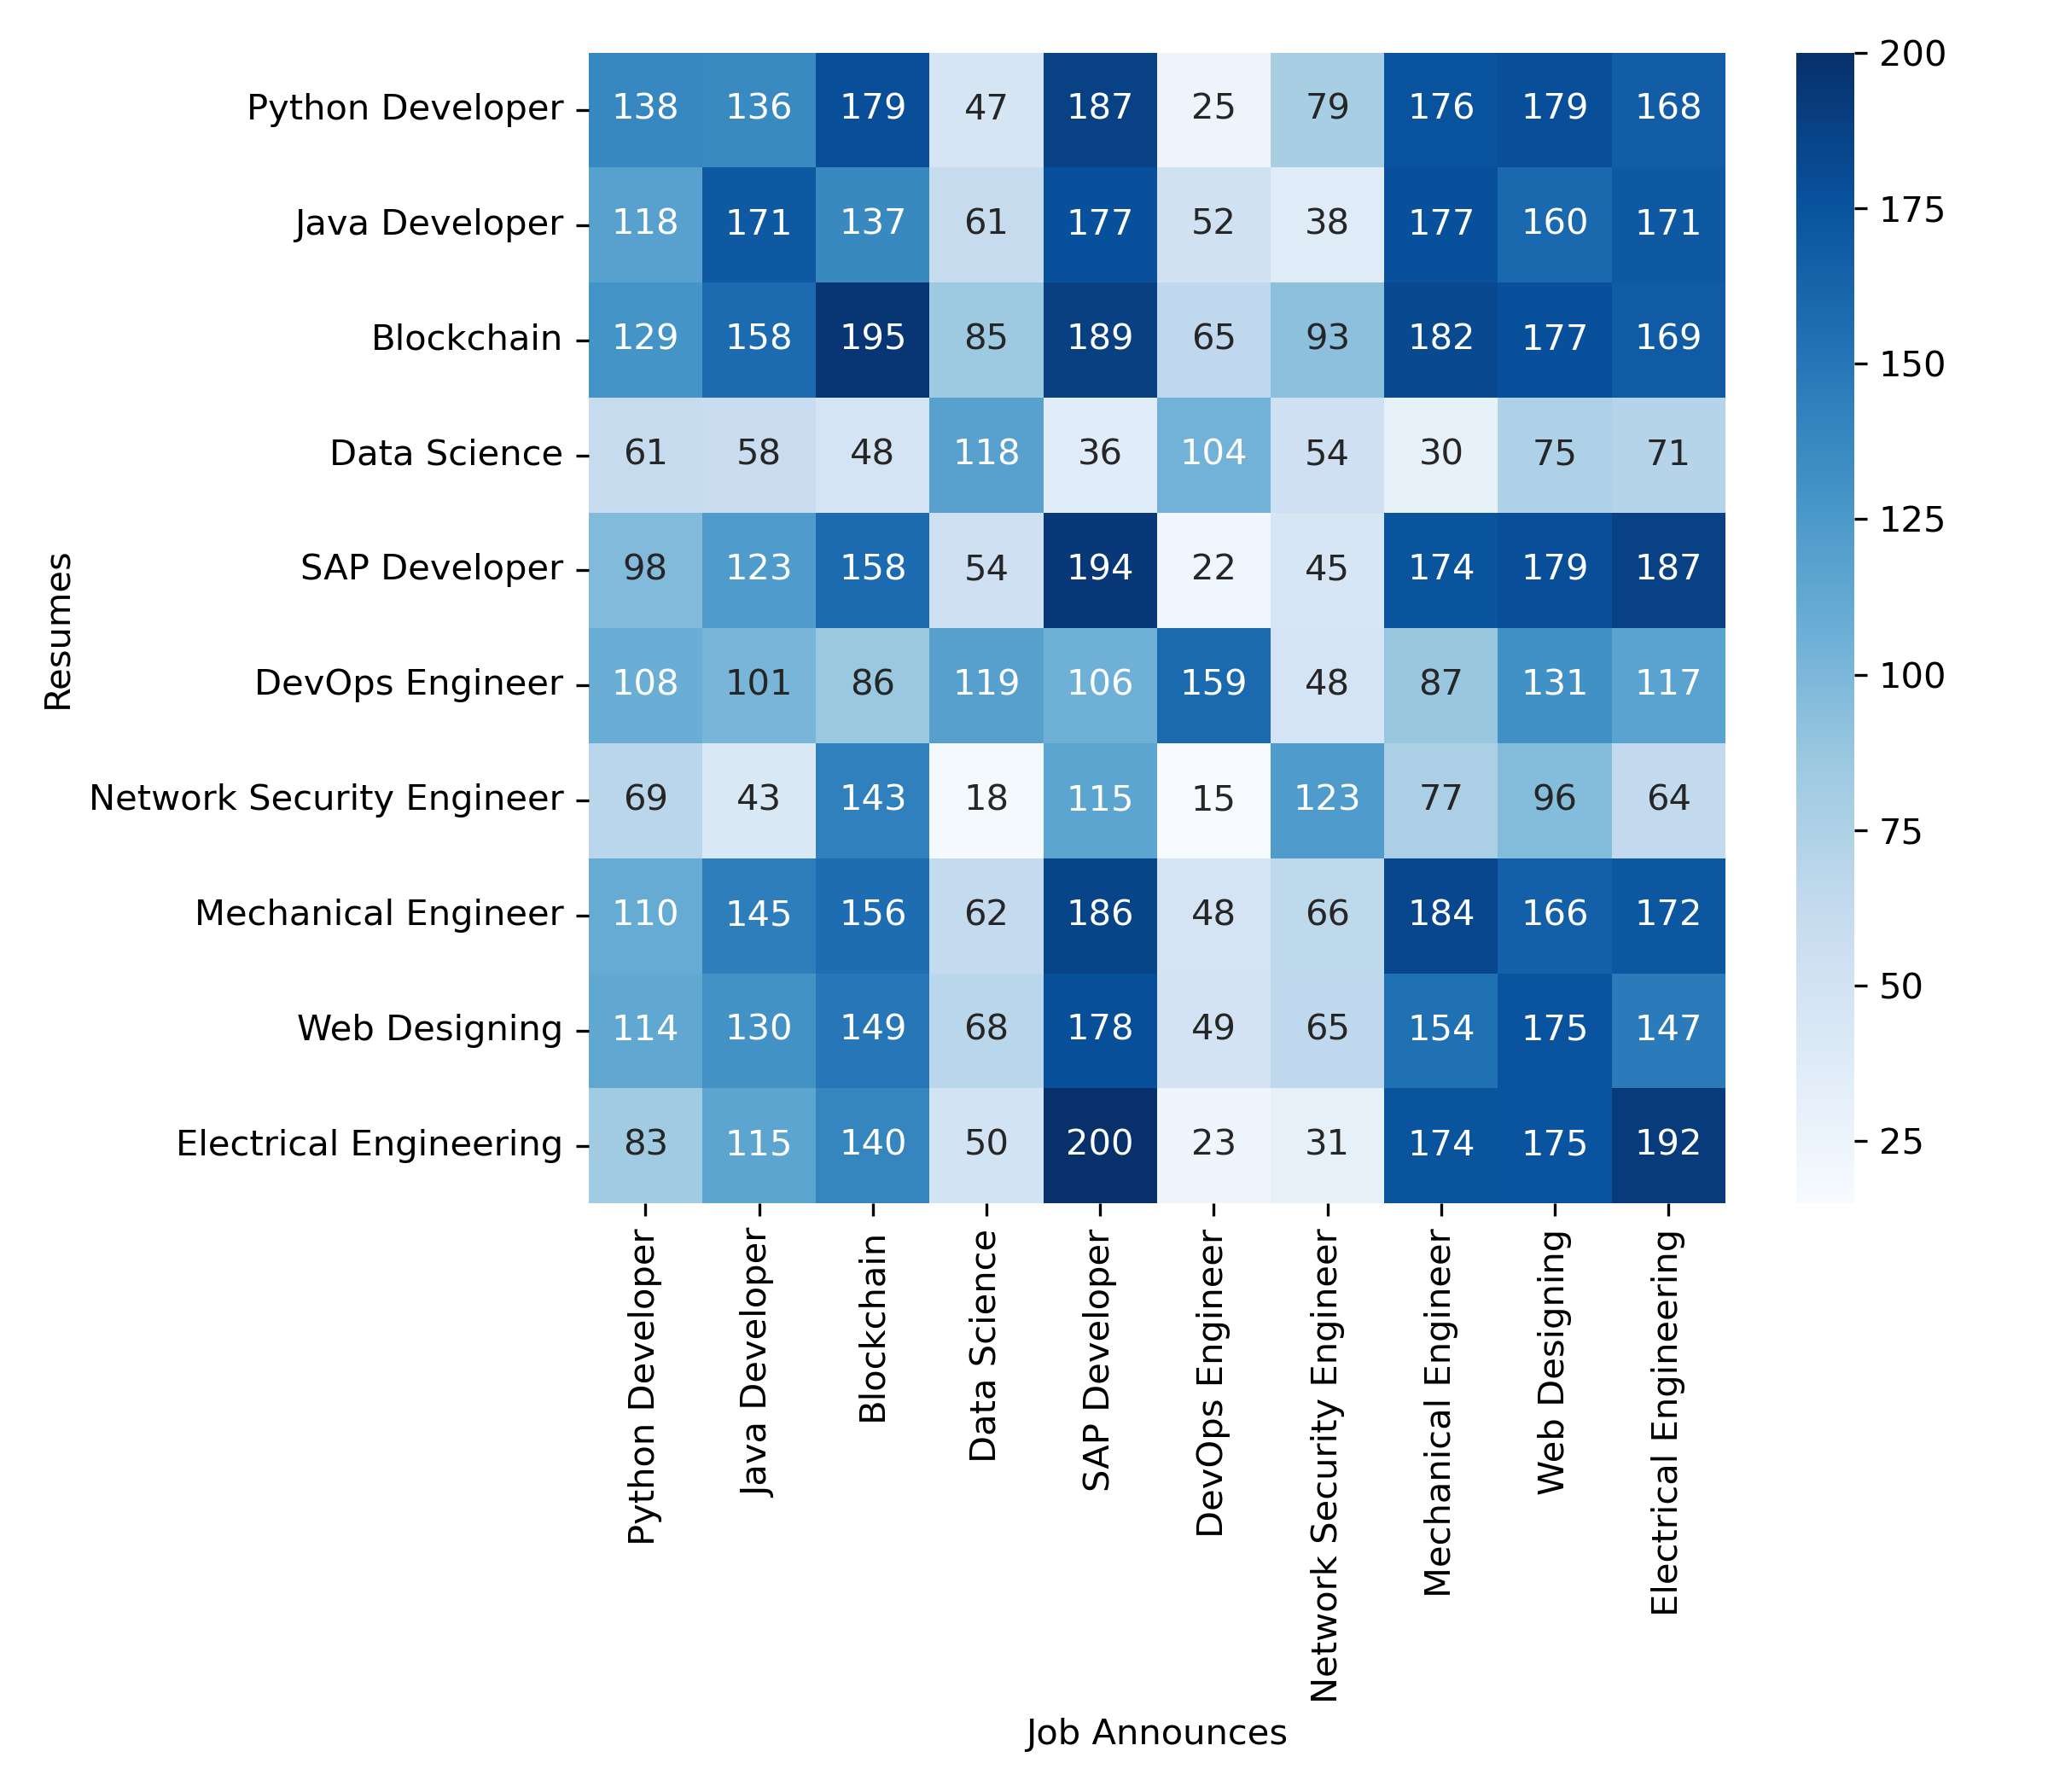 Python Developer 138 136 179 47 187 25 79 176 179 168
Java Developer 118 171 137 61 177 52 38 177 160 171
Blockchain 129 158 195 85 189 65 93 182 177 169
Data Science 61 58 48 118 36 104 54 30 75 71
SAP Developer 98 123 158 54 194 22 45 174 179 187
DevOps Engineer 108 101 86 119 106 159 48 87 131 117
Network Security Engineer 69 43 143 18 115 15 123 77 96 64
Mechanical Engineer 110 145 156 62 186 48 66 184 166 172
Web Designing 114 130 149 68 178 49 65 154 175 147
Electrical Engineering 83 115 140 50 200 23 31 174 175 192
Resumes
Python Developer
Java Developer
Blockchain
Data Science
SAP Developer
DevOps Engineer
Network Security Engineer
Mechanical Engineer
Web Designing
Electrical Engineering
Job Announces
200
175
150
125
100
75
50
25